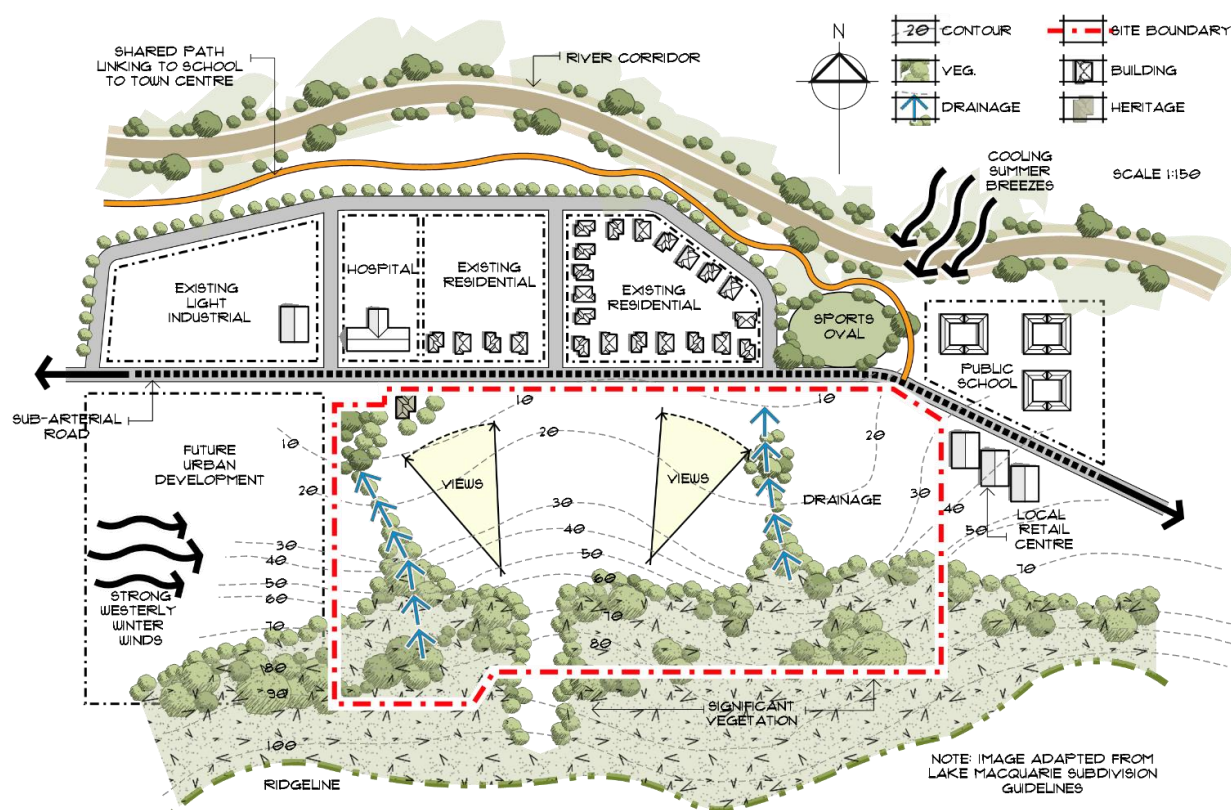 SHARED PATH
LINKING TO SCHOOL
TO TOWN CENTRE
RIVER CORRIDOR
N
20 CONTOUR
SITE BOUNDARY
VEG.
BUILDING
DRAINAGE
HERITAGE
SCALE 1:150
COOLING
SUMMER
BREEZES
EXISTING
LIGHT
INDUSTRIAL
HOSPITAL
EXISTING
RESIDENTIAL
EXISTING
RESIDENTIAL
SPORTS
OVAL
PUBLIC
SCHOOL
SUB-ARTERIAL
ROAD
FUTURE
URBAN
DEVELOPMENT
STRONG
WESTERLY
WINTER
WINDS
10
20
30
40
50
60
70
80
90
100
10
20
30
40
50
60
70
80
VIEWS
VIEWS
10
20
30
40
50
70
DRAINAGE
LOCAL
RETAIL
CENTRE
SIGNIFICANT
VEGETATION
RIDGELINE
NOTE: IMAGE ADAPTED FROM
LAKE MACQUARIE SUBDIVISION
GUIDELINES